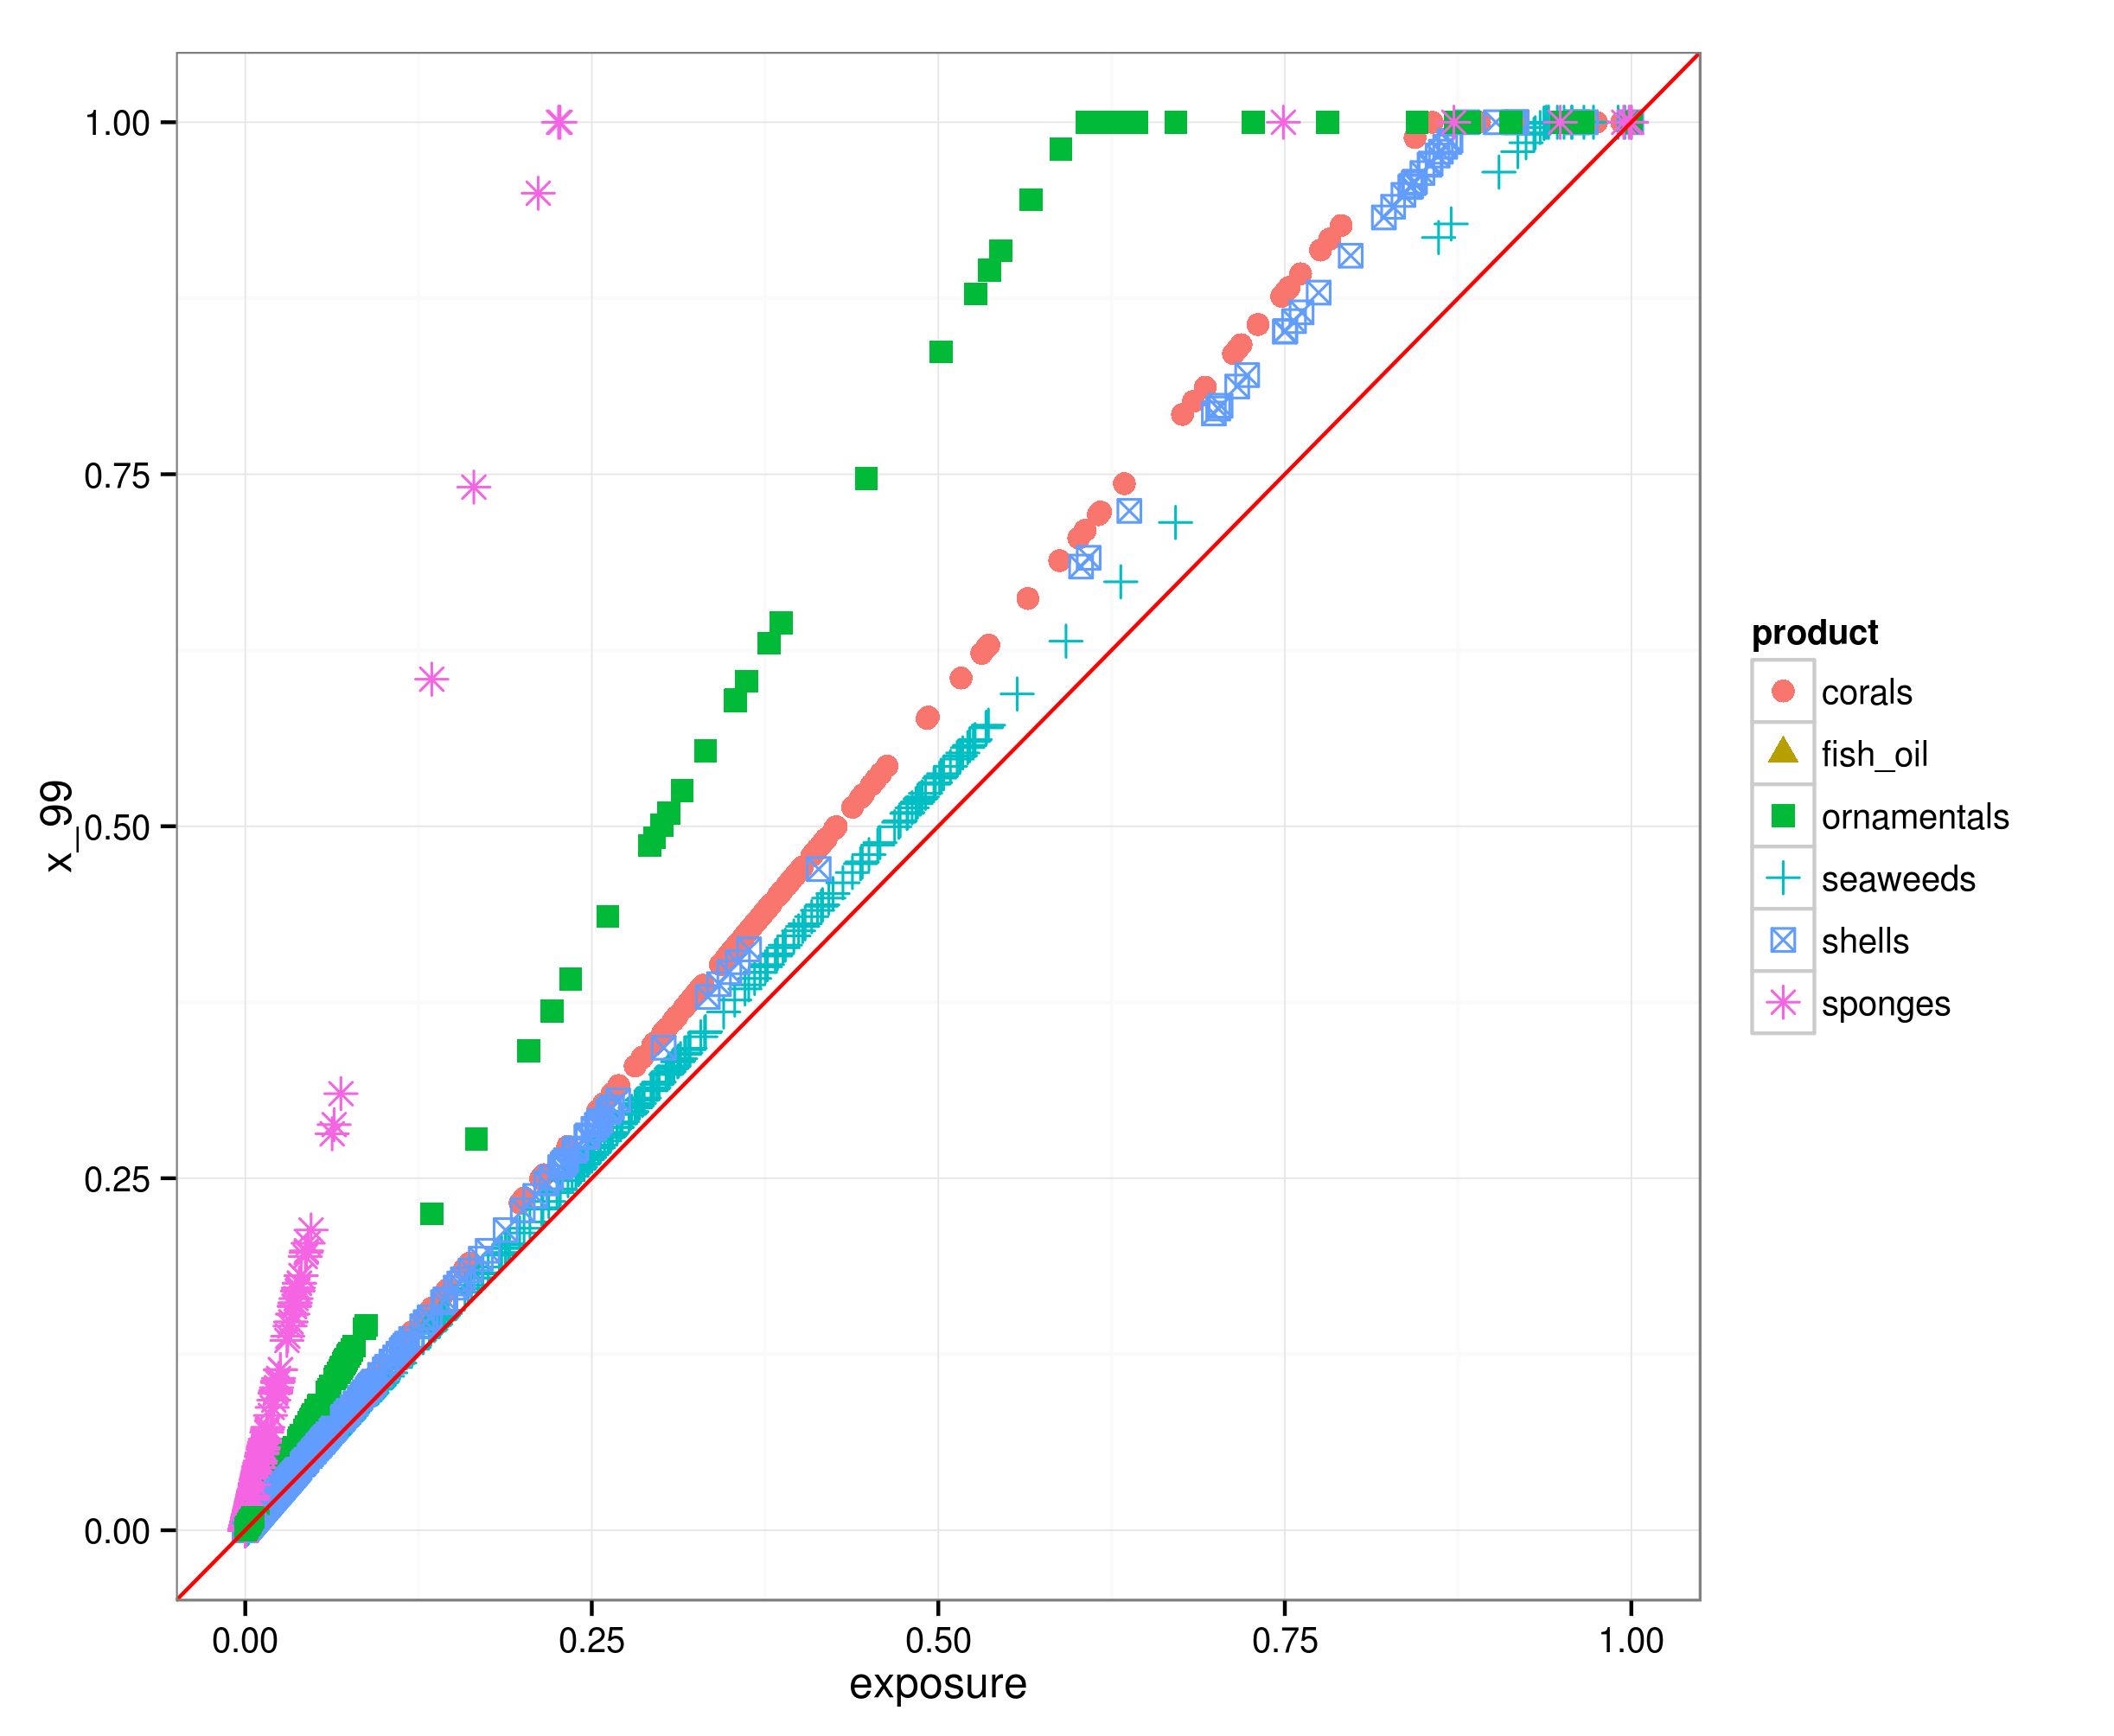 1.00
0.75
0.50
0.25
0.00
x_99
0.00 0.25 0.50 0.75 1.00
exposure
product
corals
fish_oil
ornamentals
seaweeds
shells
sponges